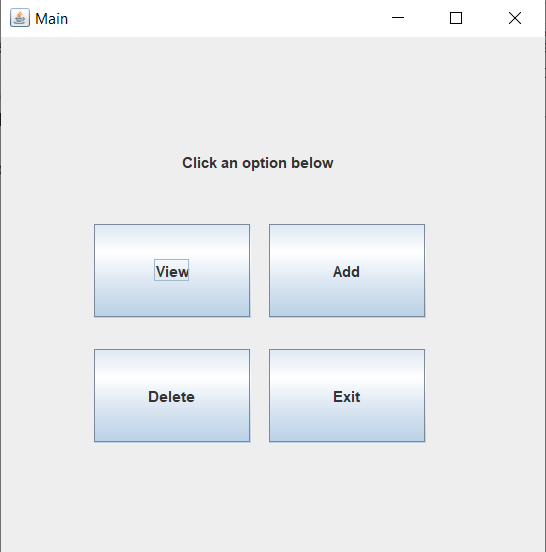 Main
Click an option below
View
Add
Delete
Exit